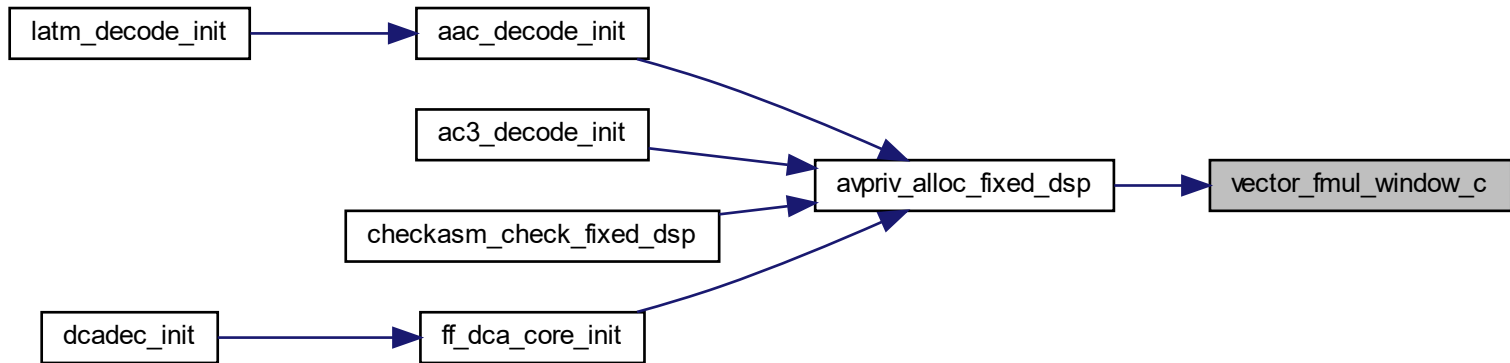 latm_decode_init
aac_decode_init
ac3_decode_init
avpriv_alloc_fixed_dsp
vector_fmul_window_c
checkasm_check_fixed_dsp
dcadec_init
ff_dca_core_init